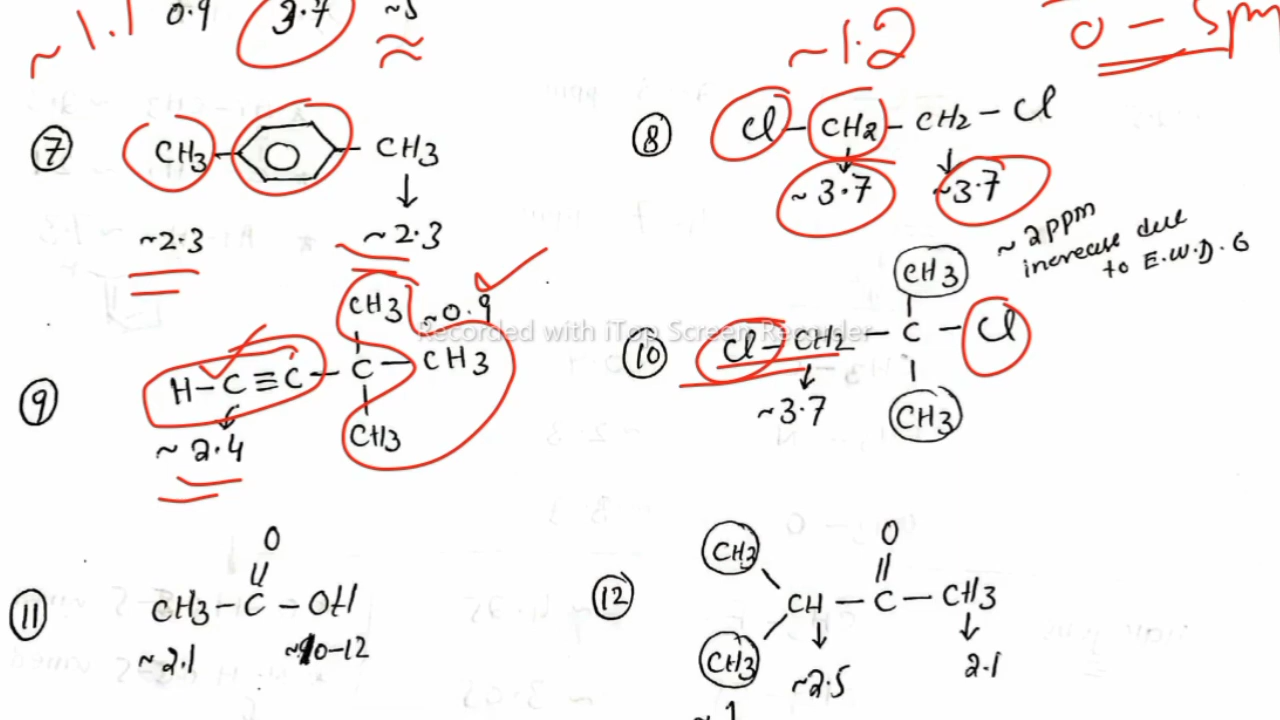 ~1.1 0.9 3.7 ~5
~1.2
0 – 5pm
⑦ CH3 – – CH3
~2.3 ~2.3
⑧ Cl – CH2 – CH2 – Cl
~3.7 ~3.7
~2ppm
increase due
to E.W.D.G
⑨ H–C≡C–C–CH3
CH3 ~0.9
CH3
~2.4
Recorded with iTop Screen Recorder
⑩ Cl–CH2–C–Cl
CH3
CH3
~3.7
⑪ CH3–C–OH
O
~2.1 ~10-12
⑫ CH3
O
CH–C–CH3
CH3
~2.5 2.1
~1